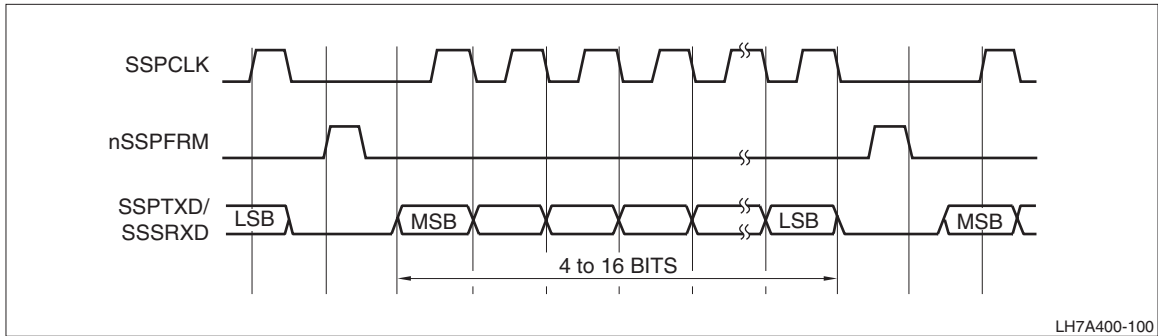 SSPCLK
nSSPFRM
SSPTXD/
SSSRXD
LSB
MSB
LSB
MSB
4 to 16 BITS
LH7A400-100